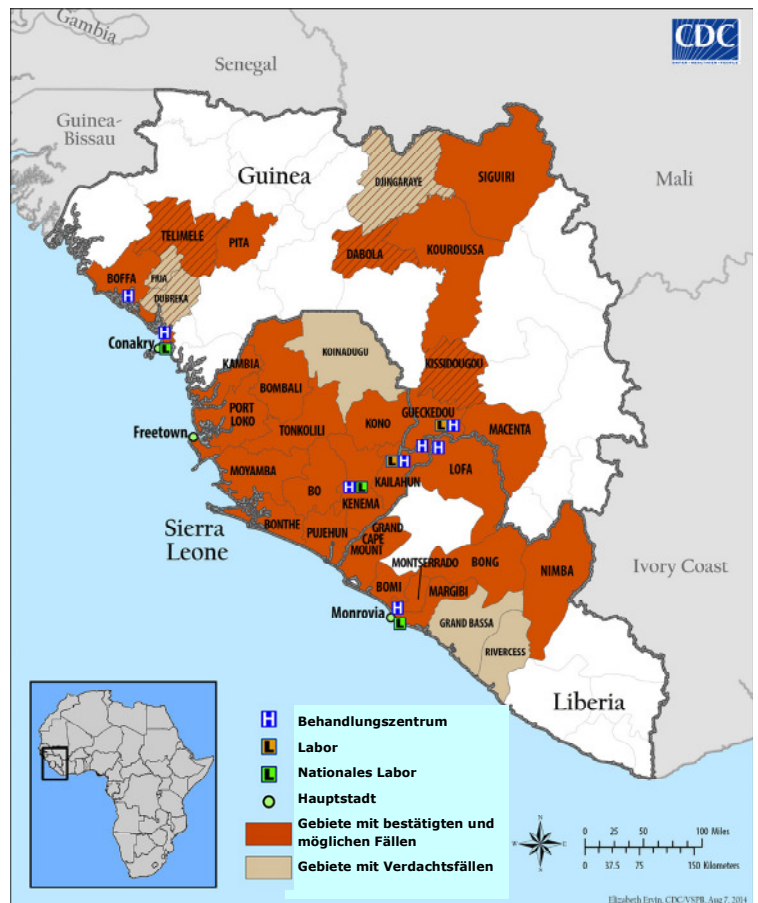 Gambia
CDC
Senegal
Guinea-
Bissau
Guinea
DJINGARAYE
SIGUIRI
Mali
TELIMELE
PITA
DABOLA
KOUROUSSA
BOFFA
FRIA
DUBREKA
H
H
Conakry
L
KOINADUGU
KAMBIA
KISSIDOUGOU
BOMBALI
PORT
LOKO
KONO
GUECKEDOU
L H
MACENTA
Freetown
TONKOLILI
H H
L H
MOYAMBA
KAILAHUN
LOFA
BO
H L
KENEMA
Sierra
Leone
BONTHE
PUJEHUN
GRAND
CAPE
MOUNT
MONTSERRADO
BONG
NIMBA
Ivory Coast
BOMI
MARGIBI
H
Monrovia
L
GRAND BASSA
RIVERCESS
Liberia
H Behandlungszentrum
L Labor
L Nationales Labor
Hauptstadt
Gebiete mit bestätigten und
möglichen Fällen
Gebiete mit Verdachtsfällen
N
W E
S
0 25 50 100 Miles
0 37.5 75 150 Kilometers
Elizabeth Ervin, CDC/VSPB, Aug 7, 2014